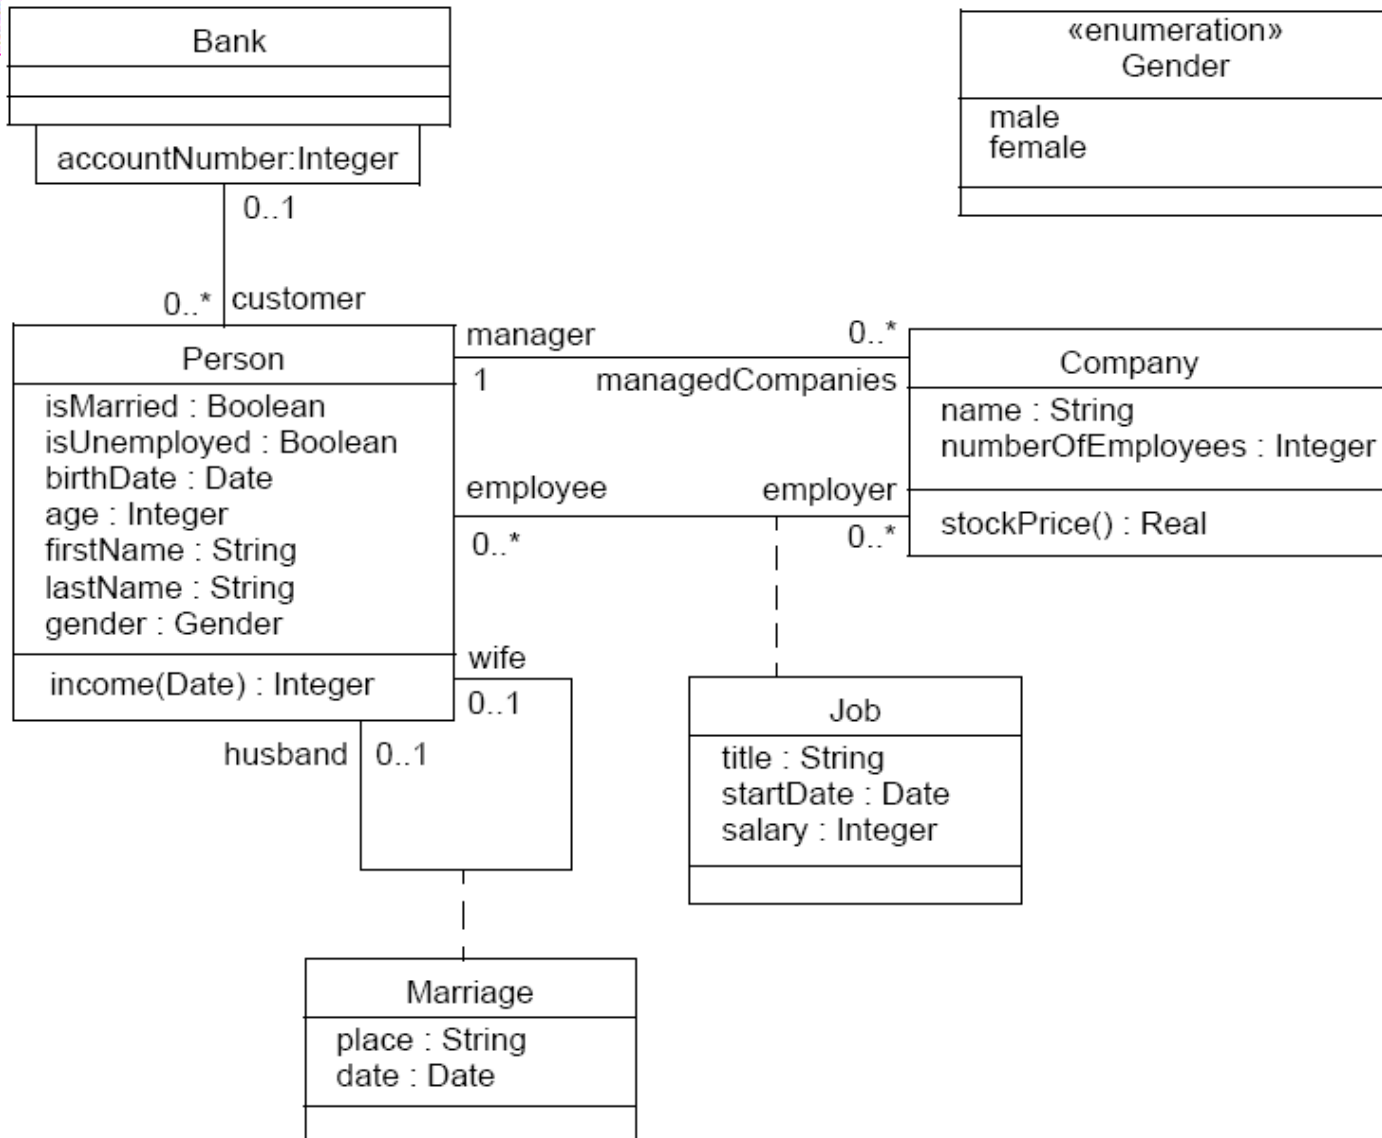 Bank
accountNumber:Integer
0..1
0..* customer
«enumeration»
Gender
male
female
Person
isMarried : Boolean
isUnemployed : Boolean
birthDate : Date
age : Integer
firstName : String
lastName : String
gender : Gender
income(Date) : Integer
manager
0..*
1
managedCompanies
employee
employer
0..*
0..*
Company
name : String
numberOfEmployees : Integer
stockPrice() : Real
wife
0..1
husband
0..1
Job
title : String
startDate : Date
salary : Integer
Marriage
place : String
date : Date